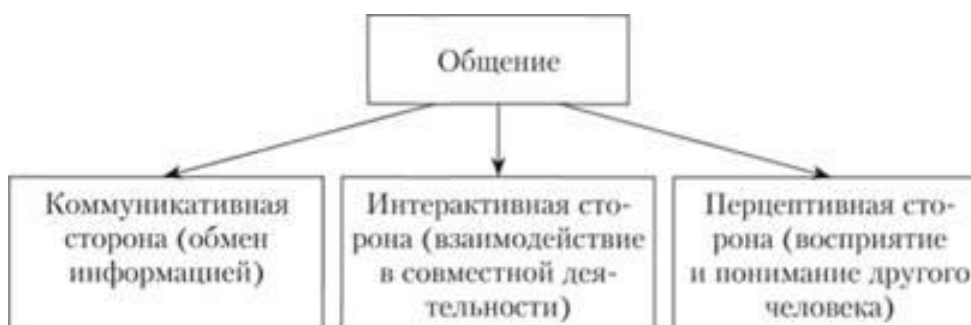 Общение
Коммуникативная
сторона (обмен
информацией)
Интерактивная сто-
рона (взаимодействие
в совместной дея-
тельности)
Перцептивная сто-
рона (восприятие
и понимание другого
человека)